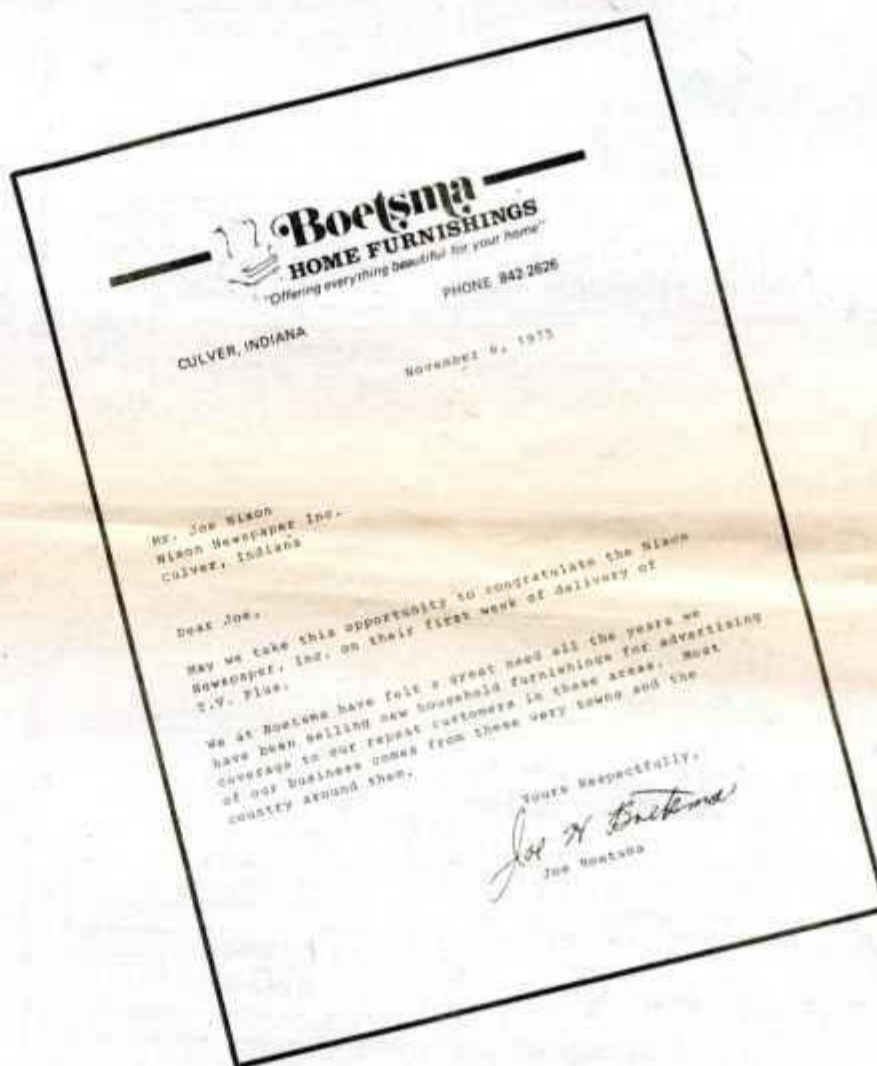 Boetsma
HOME FURNISHINGS
"Offering everything beautiful for your home"
CULVER, INDIANA
PHONE 842-2626
November 6, 1975
Mr. Joe Nixon
Nixon Newspaper Inc.
Culver, Indiana
Dear Joe,
May we take this opportunity to congratulate the Nixon
Newspaper, Inc. on their first week of delivery of
T.V. Plus.
We at Boetsma have felt a great need all the years we
have been selling new household furnishings for advertising
coverage to our repeat customers in these areas. Most
of our business comes from these very towns and the
country around them.
Yours Respectfully,
Joe H Boetsma
Joe Boetsma